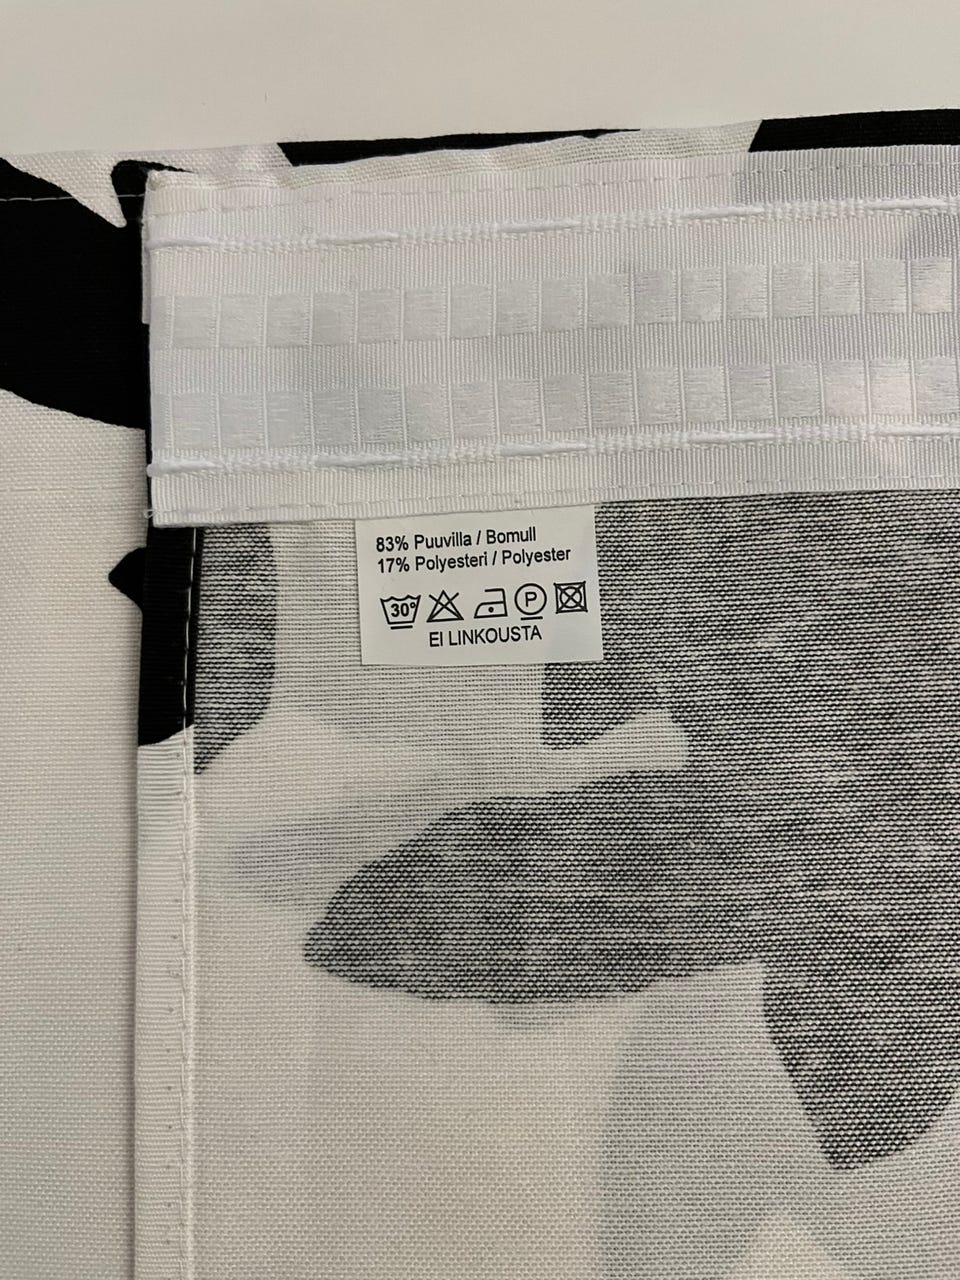 83% Puuvilla / Bomull
17% Polyesteri / Polyester
30° P
EI LINKOUSTA